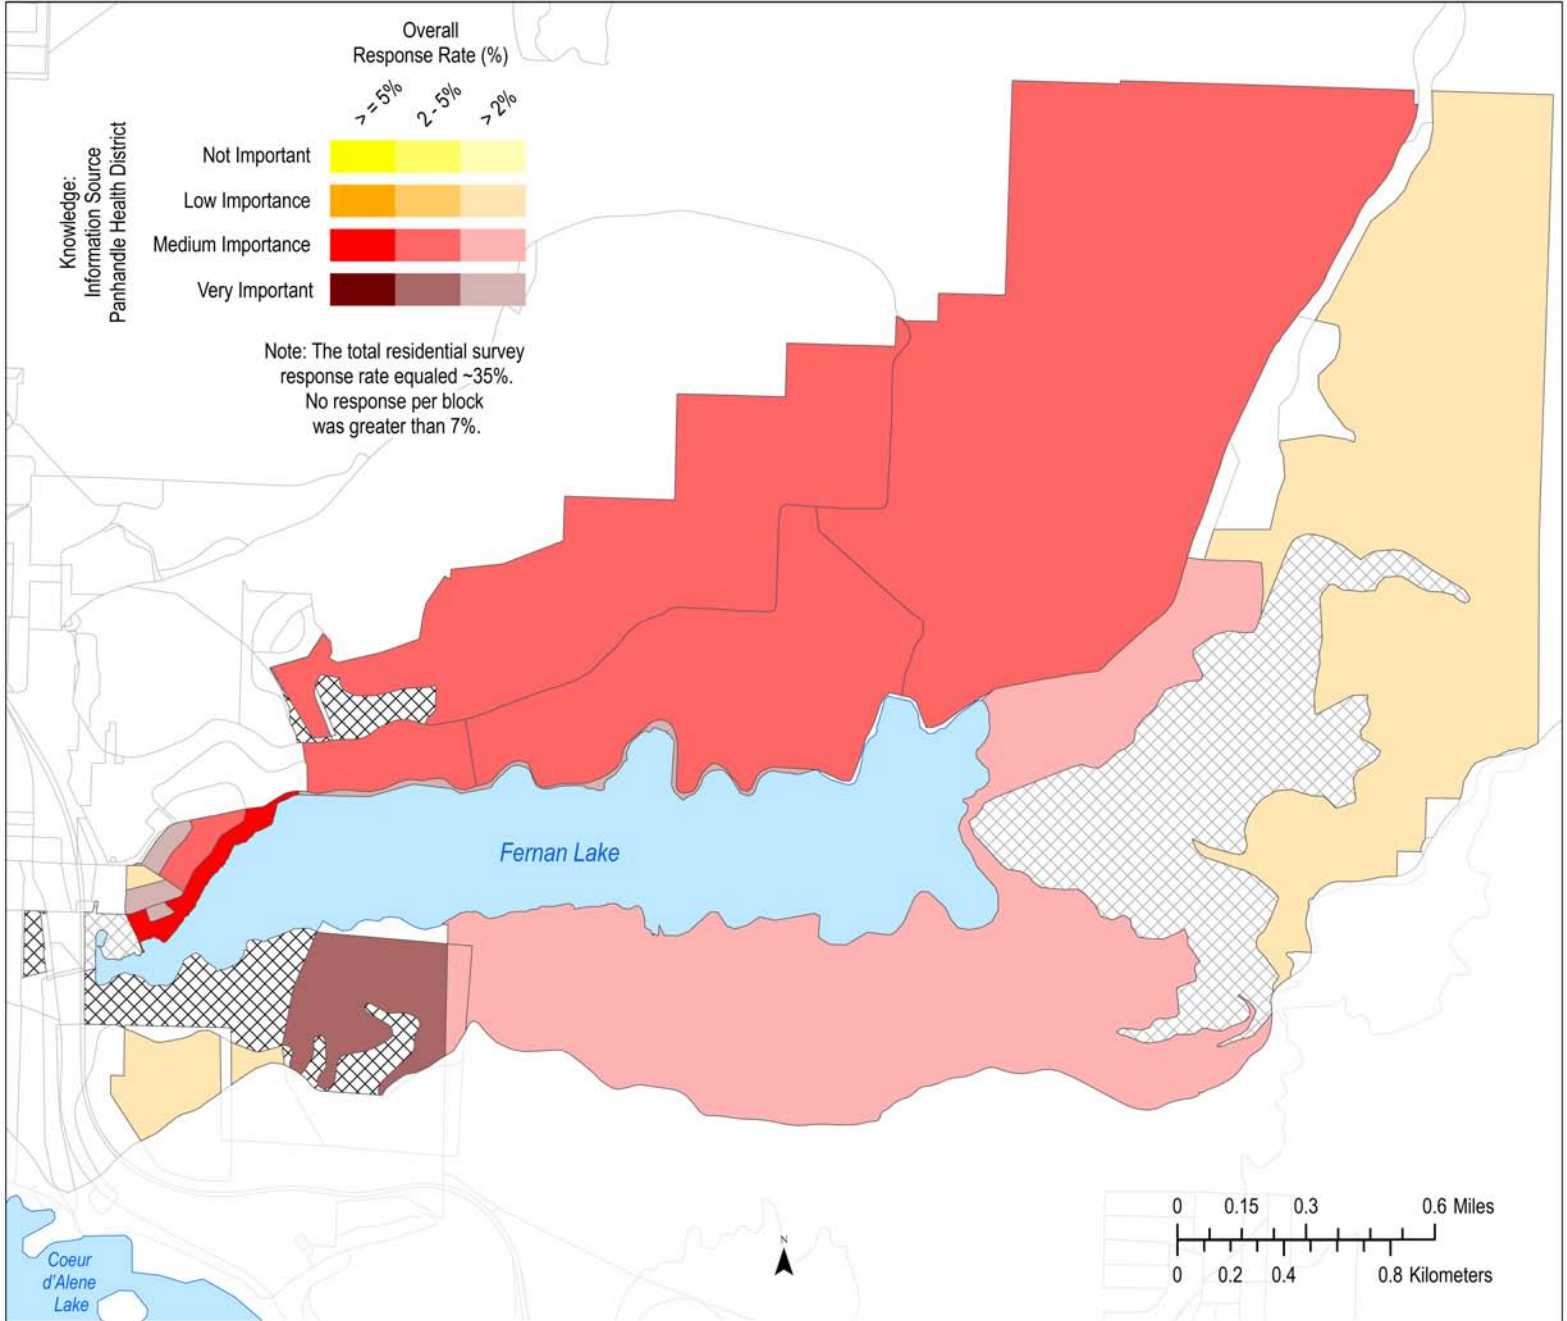 Overall
Response Rate (%)
> = 5%
2 - 5%
> 2%
Knowledge:
Information Source
Panhandle Health District
Not Important
Low Importance
Medium Importance
Very Important
Note: The total residential survey
response rate equaled ~35%.
No response per block
was greater than 7%.
Fernan Lake
Coeur
d'Alene
Lake
N
0 0.15 0.3 0.6 Miles
0 0.2 0.4 0.8 Kilometers